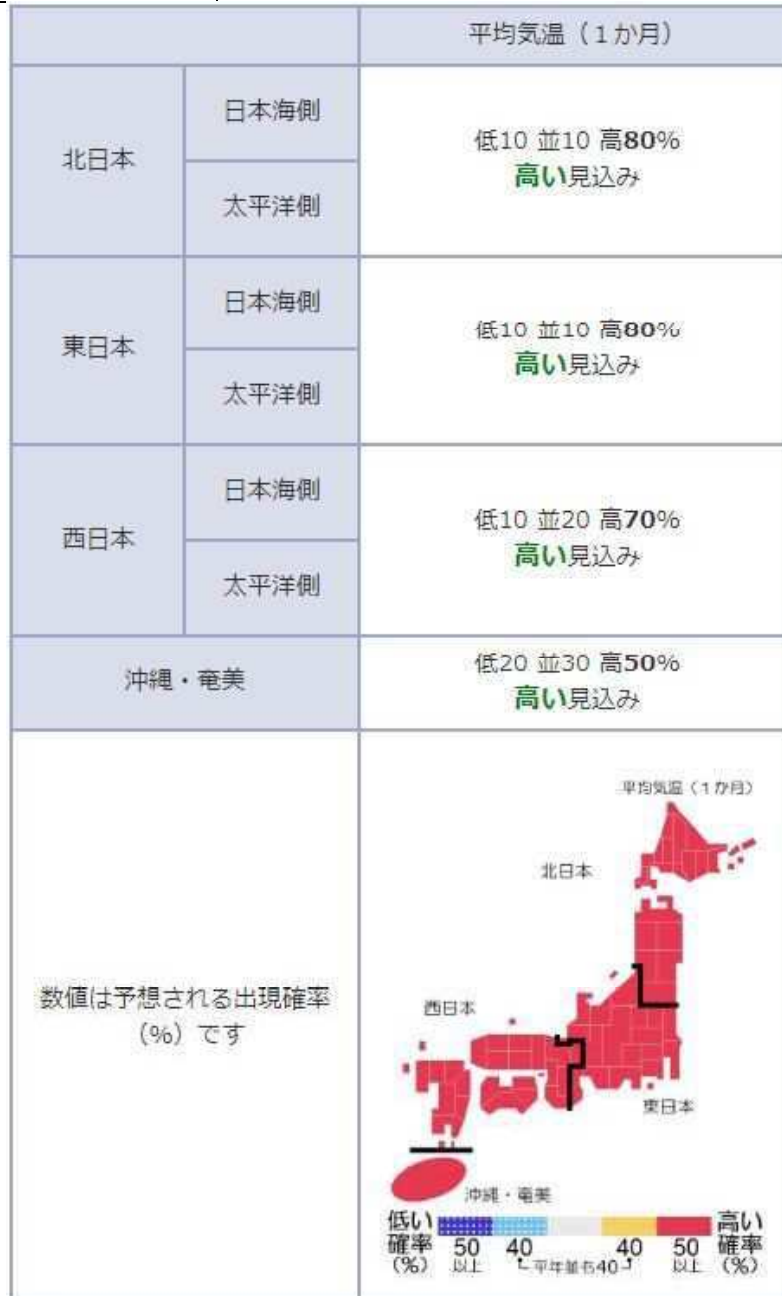 平均気温（１か月）
北日本
日本海側
太平洋側
低10 並10 高80%
高い見込み
東日本
日本海側
太平洋側
低10 並10 高80%
高い見込み
西日本
日本海側
太平洋側
低10 並20 高70%
高い見込み
沖縄・奄美
低20 並30 高50%
高い見込み
数値は予想される出現確率
（%）です
平均気温（１か月）
北日本
西日本
東日本
沖縄・奄美
低い
確率
(%)
50
以上
40
平年並も40
40
50
以上
高い
確率
(%)